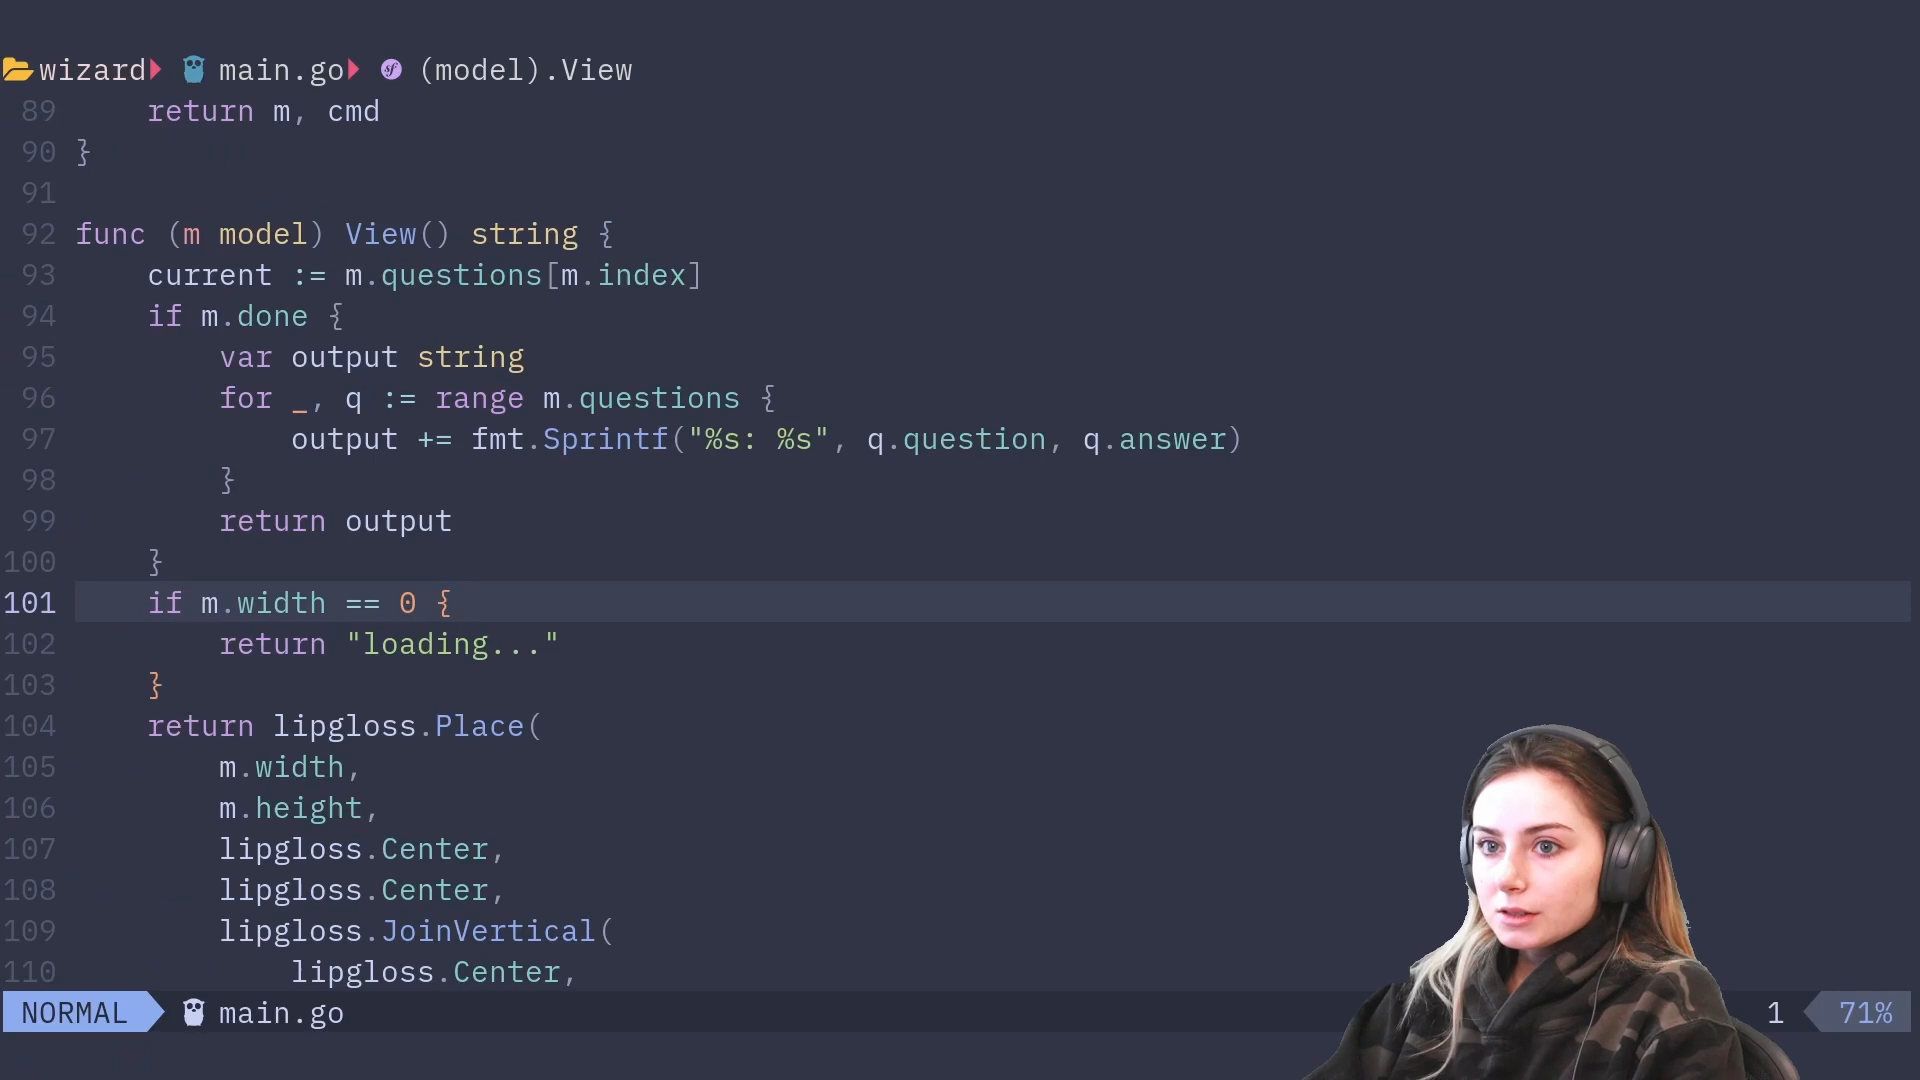 wizard main.go (model).View
89 return m, cmd
90 }
91
92 func (m model) View() string {
93 current := m.questions[m.index]
94 if m.done {
95 var output string
96 for _, q := range m.questions {
97 output += fmt.Sprintf("%s: %s", q.question, q.answer)
98 }
99 return output
100 }
101 if m.width == 0 {
102 return "loading..."
103 }
104 return lipgloss.Place(
105 m.width,
106 m.height,
107 lipgloss.Center,
108 lipgloss.Center,
109 lipgloss.JoinVertical(
110 lipgloss.Center,
NORMAL main.go 1 71%